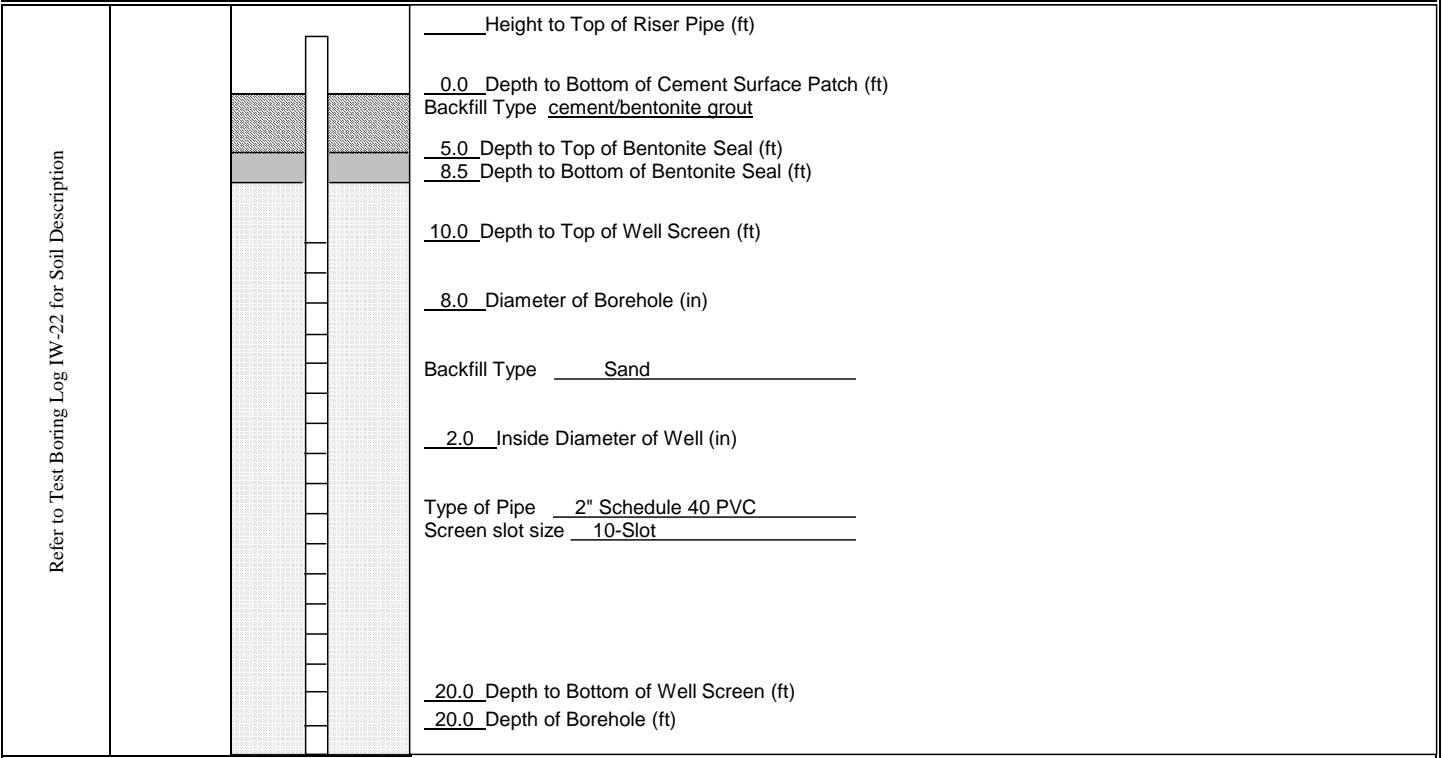 Refer to Test Boring Log IW-22 for Soil Description
Height to Top of Riser Pipe (ft)
0.0 Depth to Bottom of Cement Surface Patch (ft)
Backfill Type cement/bentonite grout
5.0 Depth to Top of Bentonite Seal (ft)
8.5 Depth to Bottom of Bentonite Seal (ft)
10.0 Depth to Top of Well Screen (ft)
8.0 Diameter of Borehole (in)
Backfill Type Sand
2.0 Inside Diameter of Well (in)
Type of Pipe 2" Schedule 40 PVC
Screen slot size 10-Slot
20.0 Depth to Bottom of Well Screen (ft)
20.0 Depth of Borehole (ft)